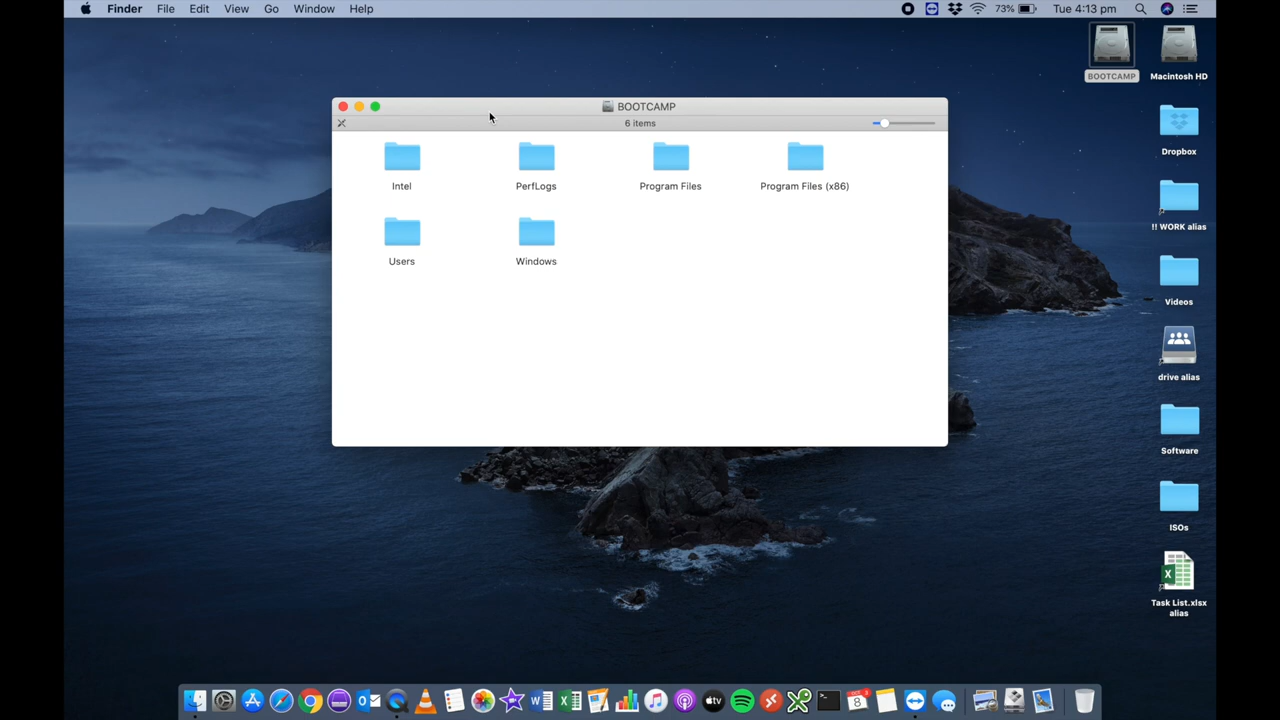 Finder File Edit View Go Window Help 73% Tue 4:13 pm
BOOTCAMP
Macintosh HD
BOOTCAMP
6 items
Intel
PerfLogs
Program Files
Program Files (x86)
Users
Windows
Dropbox
!! WORK alias
Videos
drive alias
Software
ISOs
Task List.xlsx
alias
8